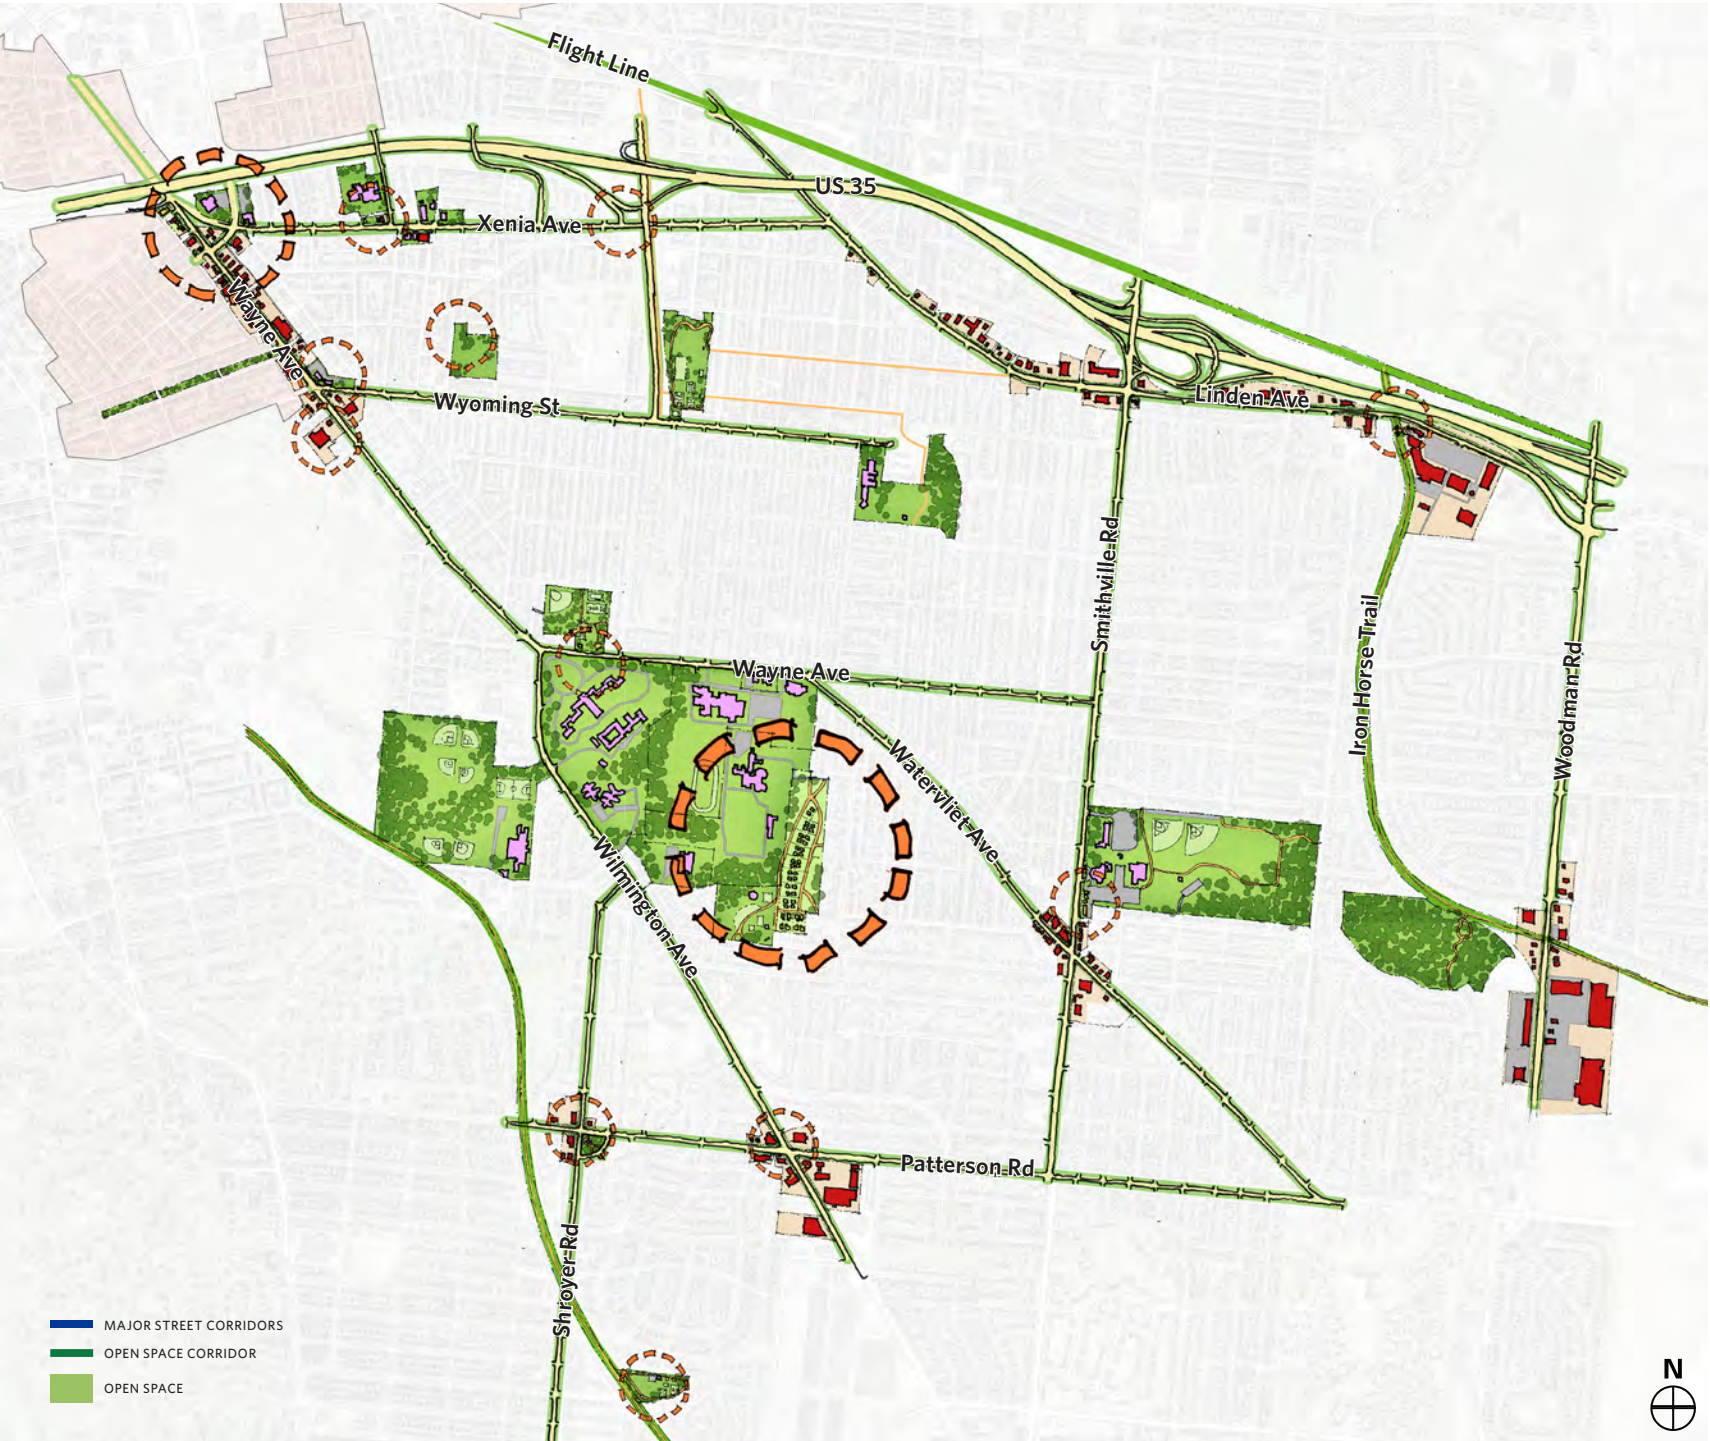 Flight Line
US 35
Xenia Ave
Wayne Ave
Wyoming St
Linden Ave
Smithville Rd
Iron Horse Trail
Woodman Rd
Wayne Ave
Watervliet Ave
Wilmington Ave
Patterson Rd
Shroyer Rd
MAJOR STREET CORRIDORS
OPEN SPACE CORRIDOR
OPEN SPACE
N